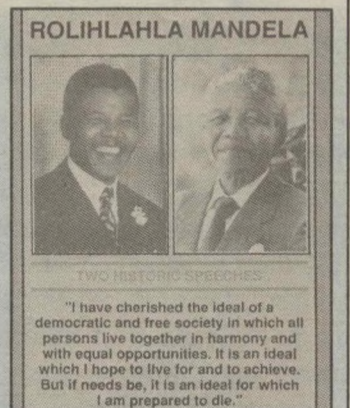 ROLIHLAHLA MANDELA
TWO HISTORIC SPEECHES
"I have cherished the ideal of a
democratic and free society in which all
persons live together in harmony and
with equal opportunities. It is an ideal
which I hope to live for and to achieve.
But if needs be, it is an ideal for which
I am prepared to die."